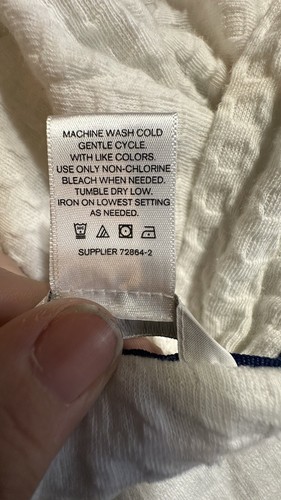 MACHINE WASH COLD
GENTLE CYCLE.
WITH LIKE COLORS.
USE ONLY NON-CHLORINE
BLEACH WHEN NEEDED.
TUMBLE DRY LOW.
IRON ON LOWEST SETTING
AS NEEDED.
SUPPLIER 72864-2